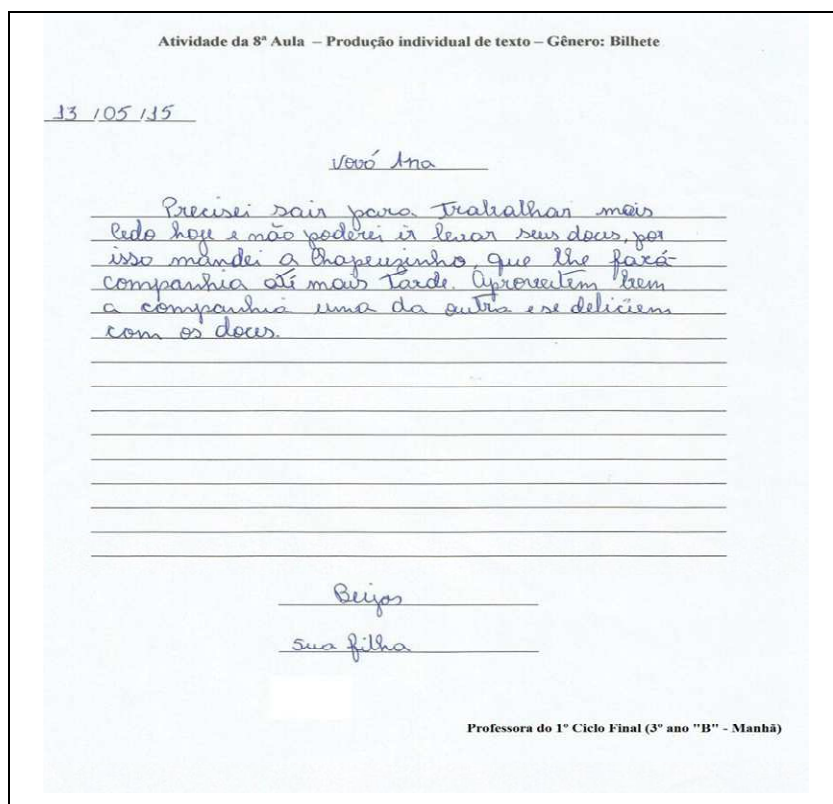 Atividade da 8ª Aula – Produção individual de texto – Gênero: Bilhete
13 / 05 / 15
Vovó Ana
Precisei sair para Trabalhar mais
cedo hoje e não poderei ir levar seus doces, por
isso mandei a Chapeuzinho, que lhe fará
companhia até mais Tarde. Aproveitem bem
a companhia uma da outra e se deliciem
com os doces.
Beijos
sua filha
Professora do 1º Ciclo Final (3º ano "B" - Manhã)